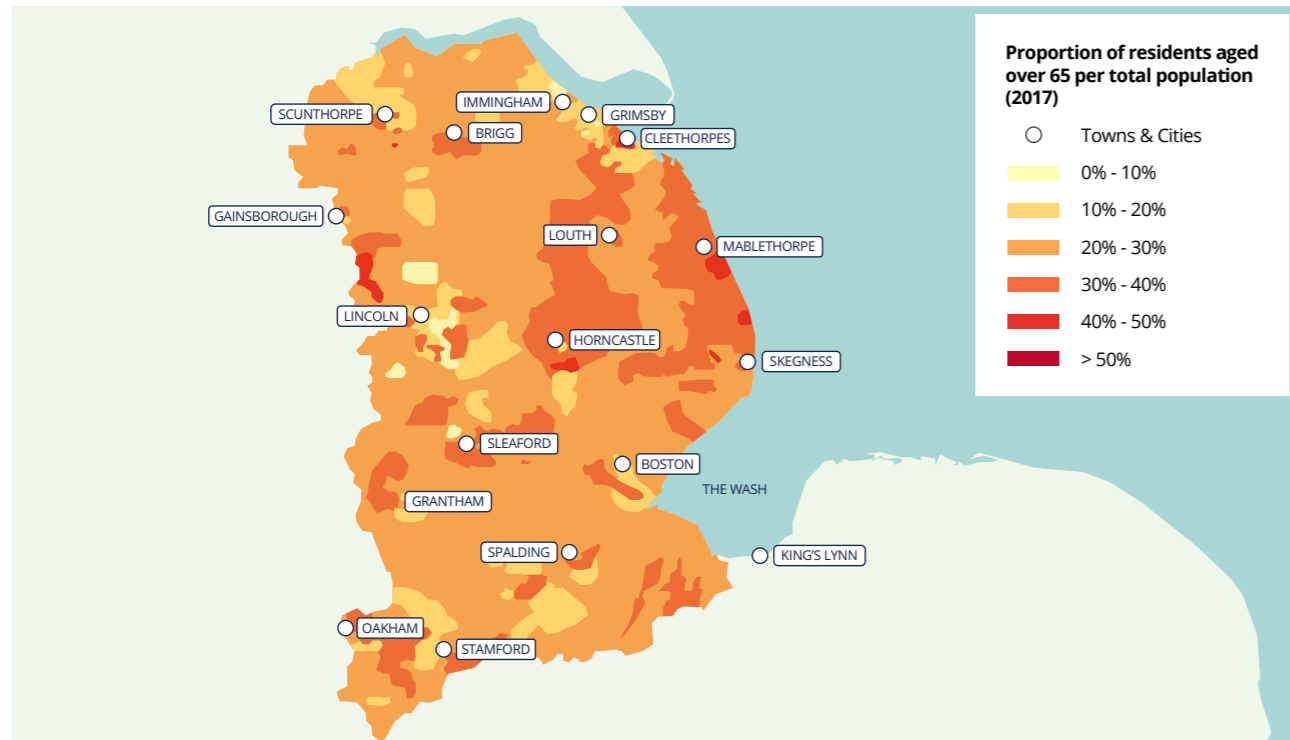 Proportion of residents aged
over 65 per total population
(2017)
Towns & Cities
0% - 10%
10% - 20%
20% - 30%
30% - 40%
40% - 50%
> 50%
SCUNTHORPE
IMMINGHAM
GRIMSBY
BRIGG
CLEETHORPES
GAINSBOROUGH
LOUTH
MABLETHORPE
LINCOLN
HORNCASTLE
SKEGNESS
SLEAFORD
BOSTON
THE WASH
GRANTHAM
SPALDING
KING'S LYNN
OAKHAM
STAMFORD